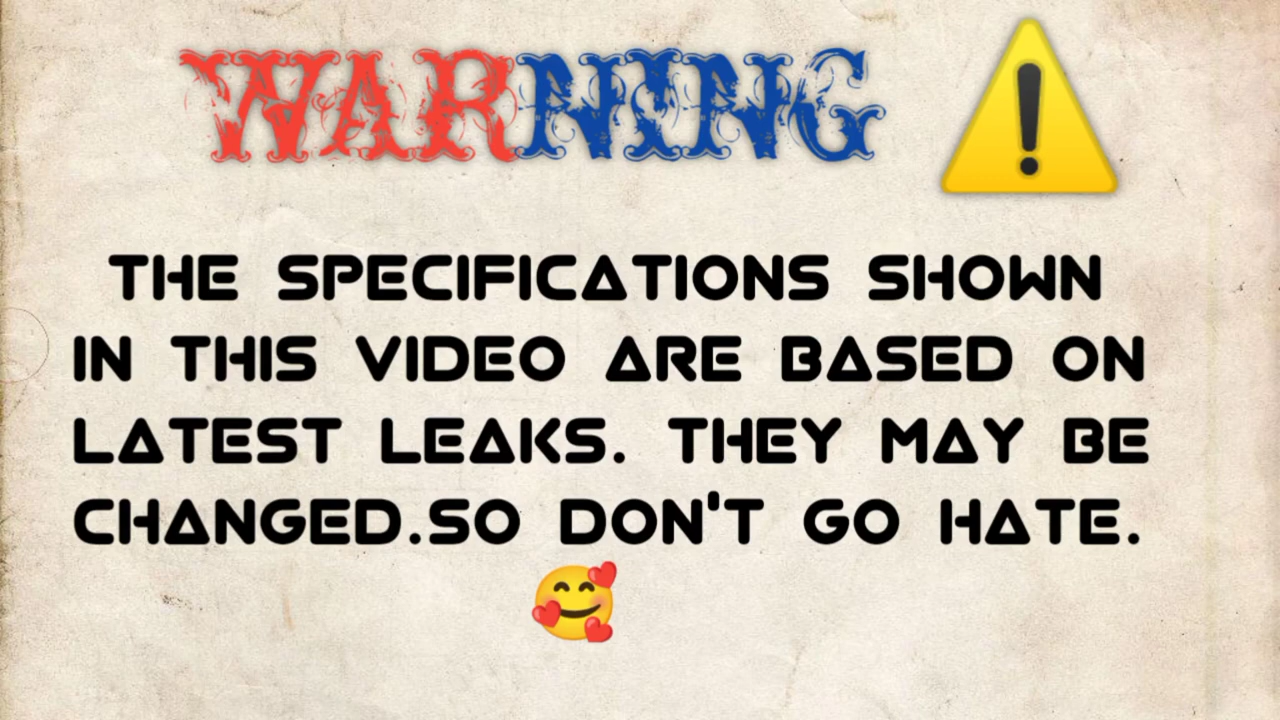 WARNING ⚠️
THE SPECIFICATIONS SHOWN
IN THIS VIDEO ARE BASED ON
LATEST LEAKS. THEY MAY BE
CHANGED.SO DON'T GO HATE.
🥰